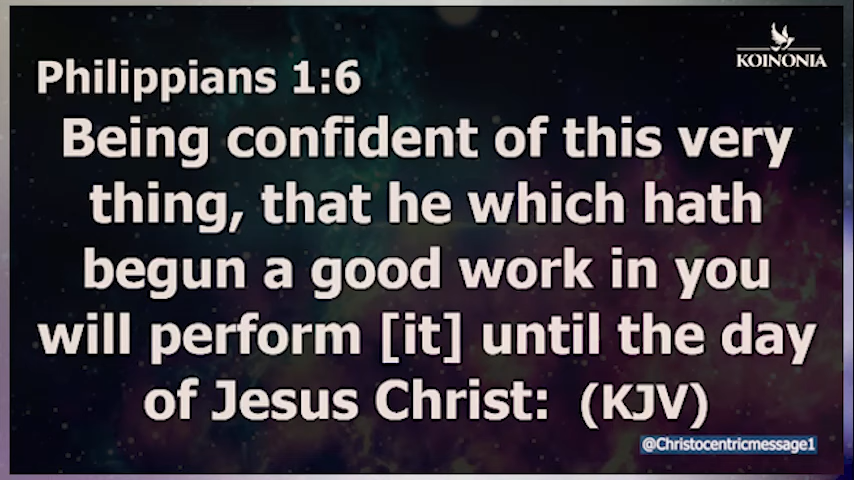 KOINONIA
Philippians 1:6
Being confident of this very
thing, that he which hath
begun a good work in you
will perform [it] until the day
of Jesus Christ: (KJV)
@Christocentricmessage1